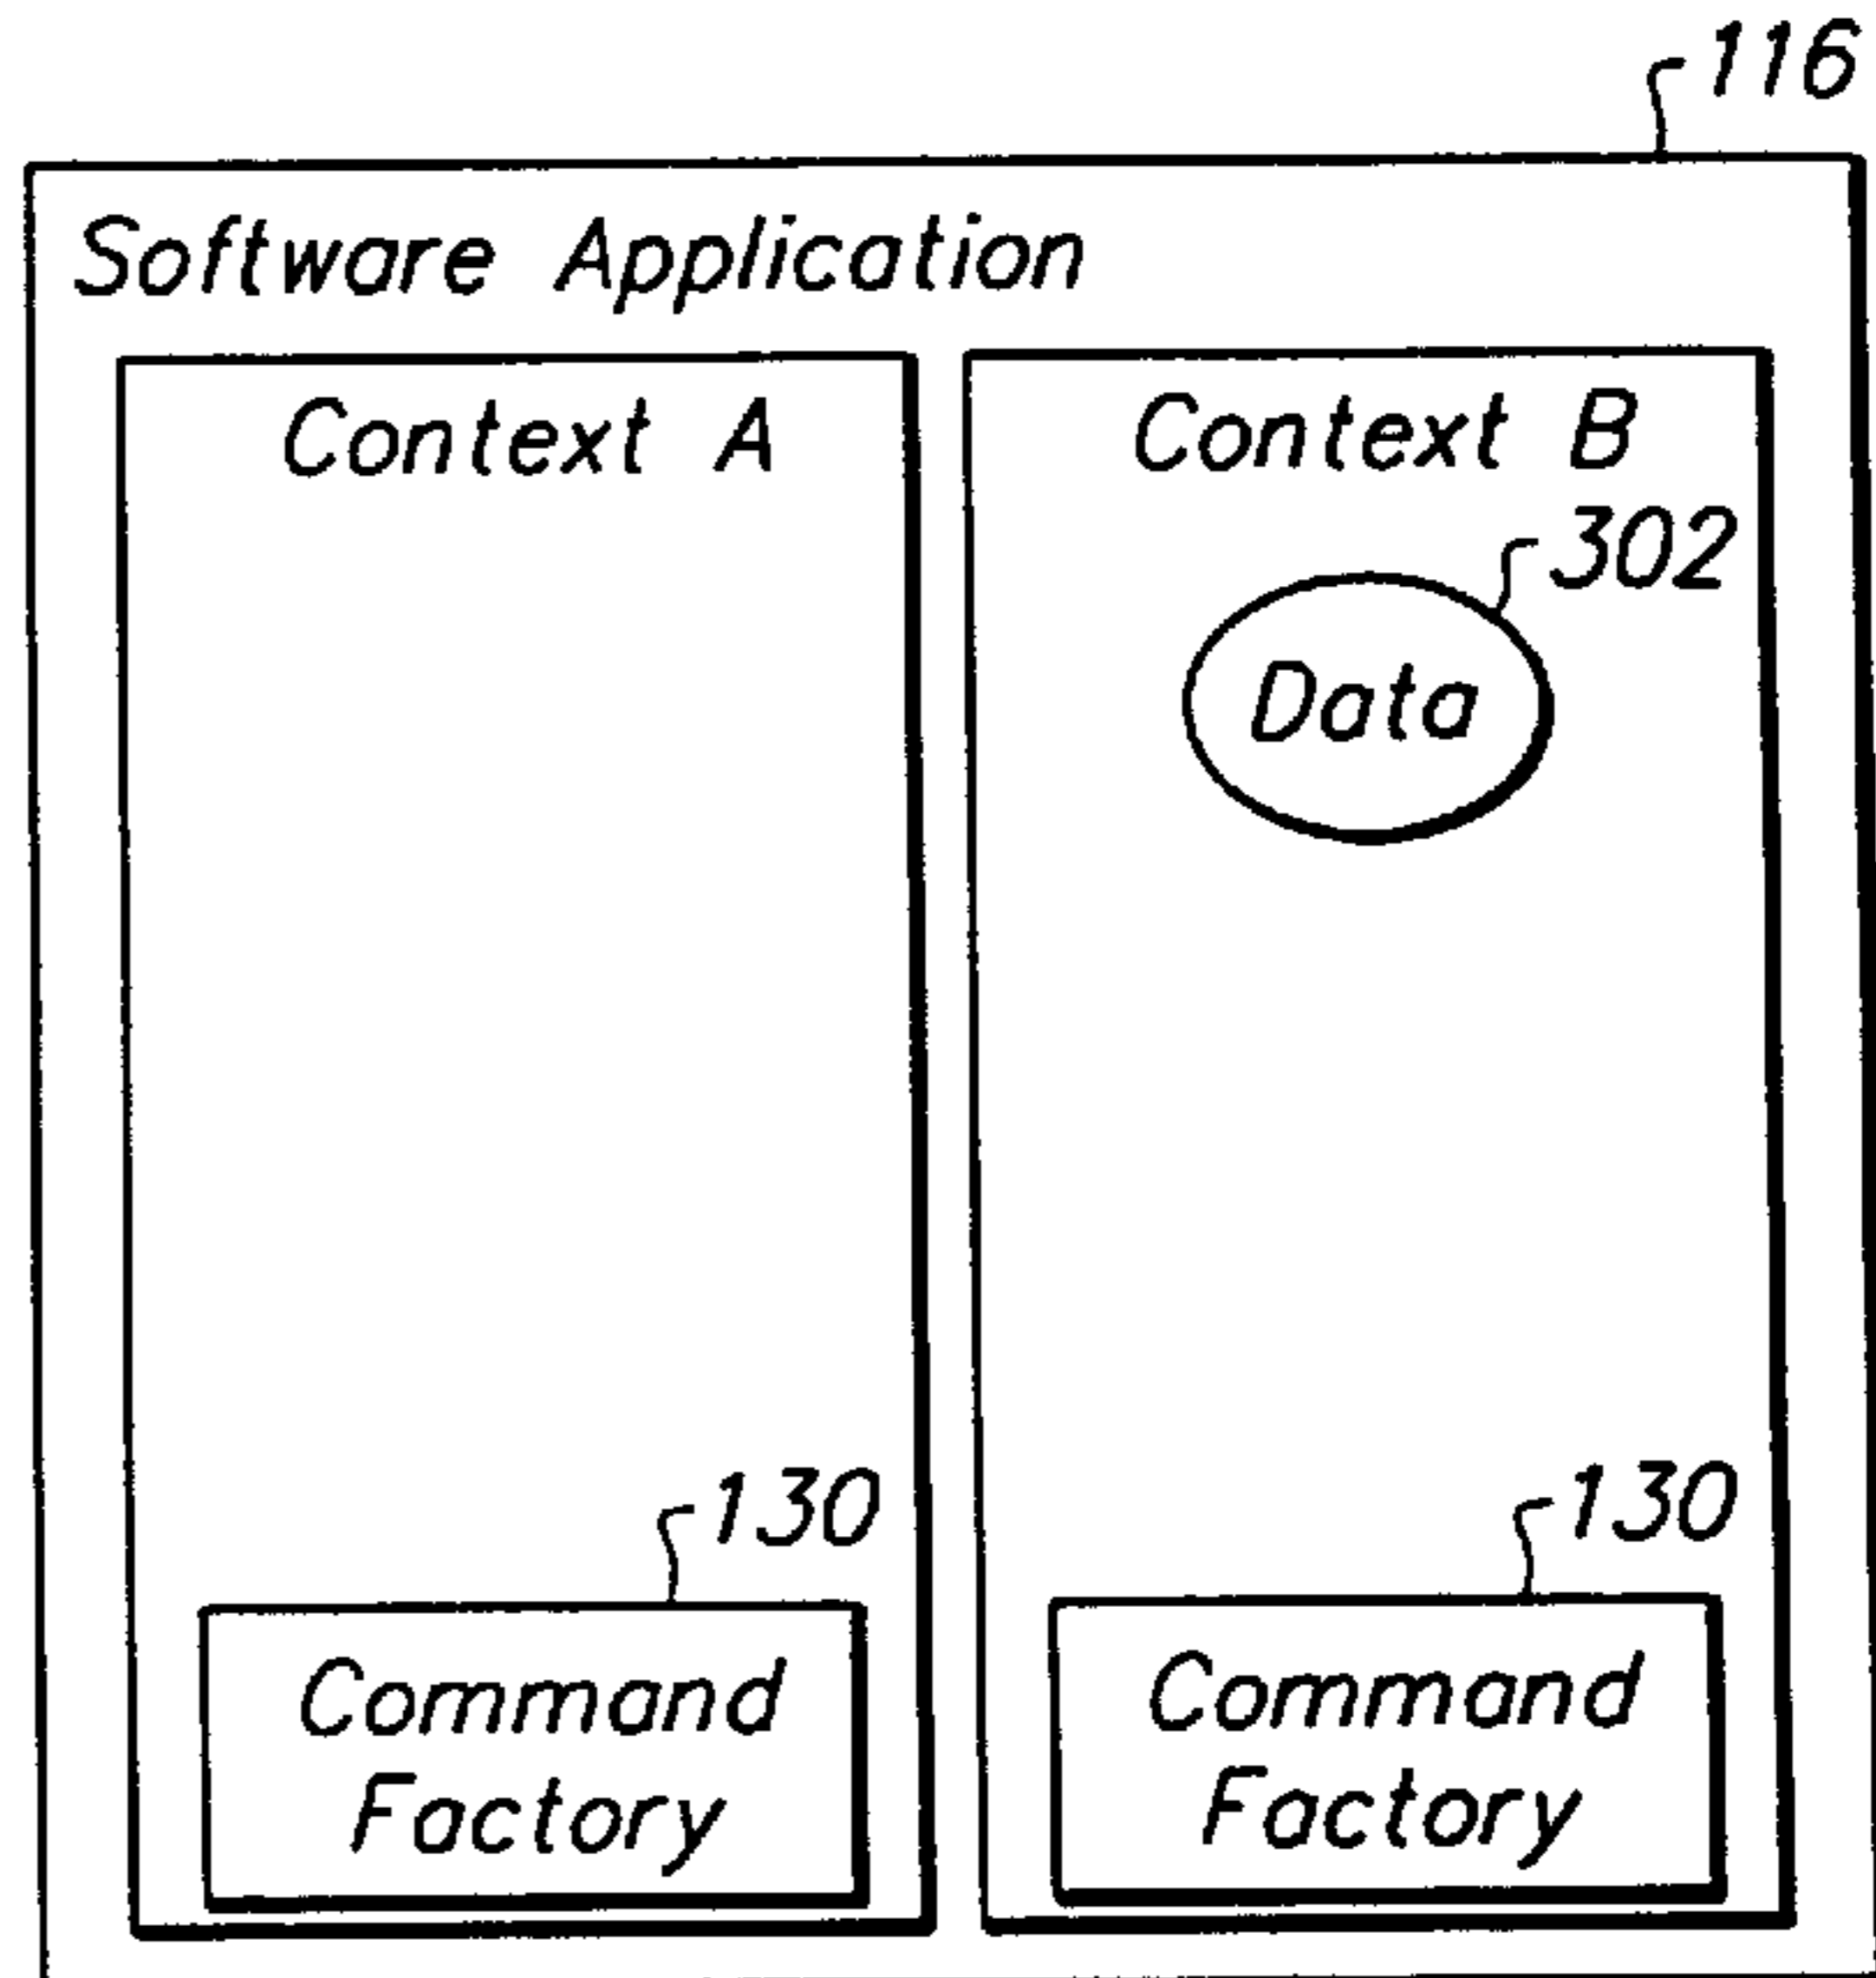 116
Software Application
Context A
Context B
302
Data
130
130
Command
Factory
Command
Factory